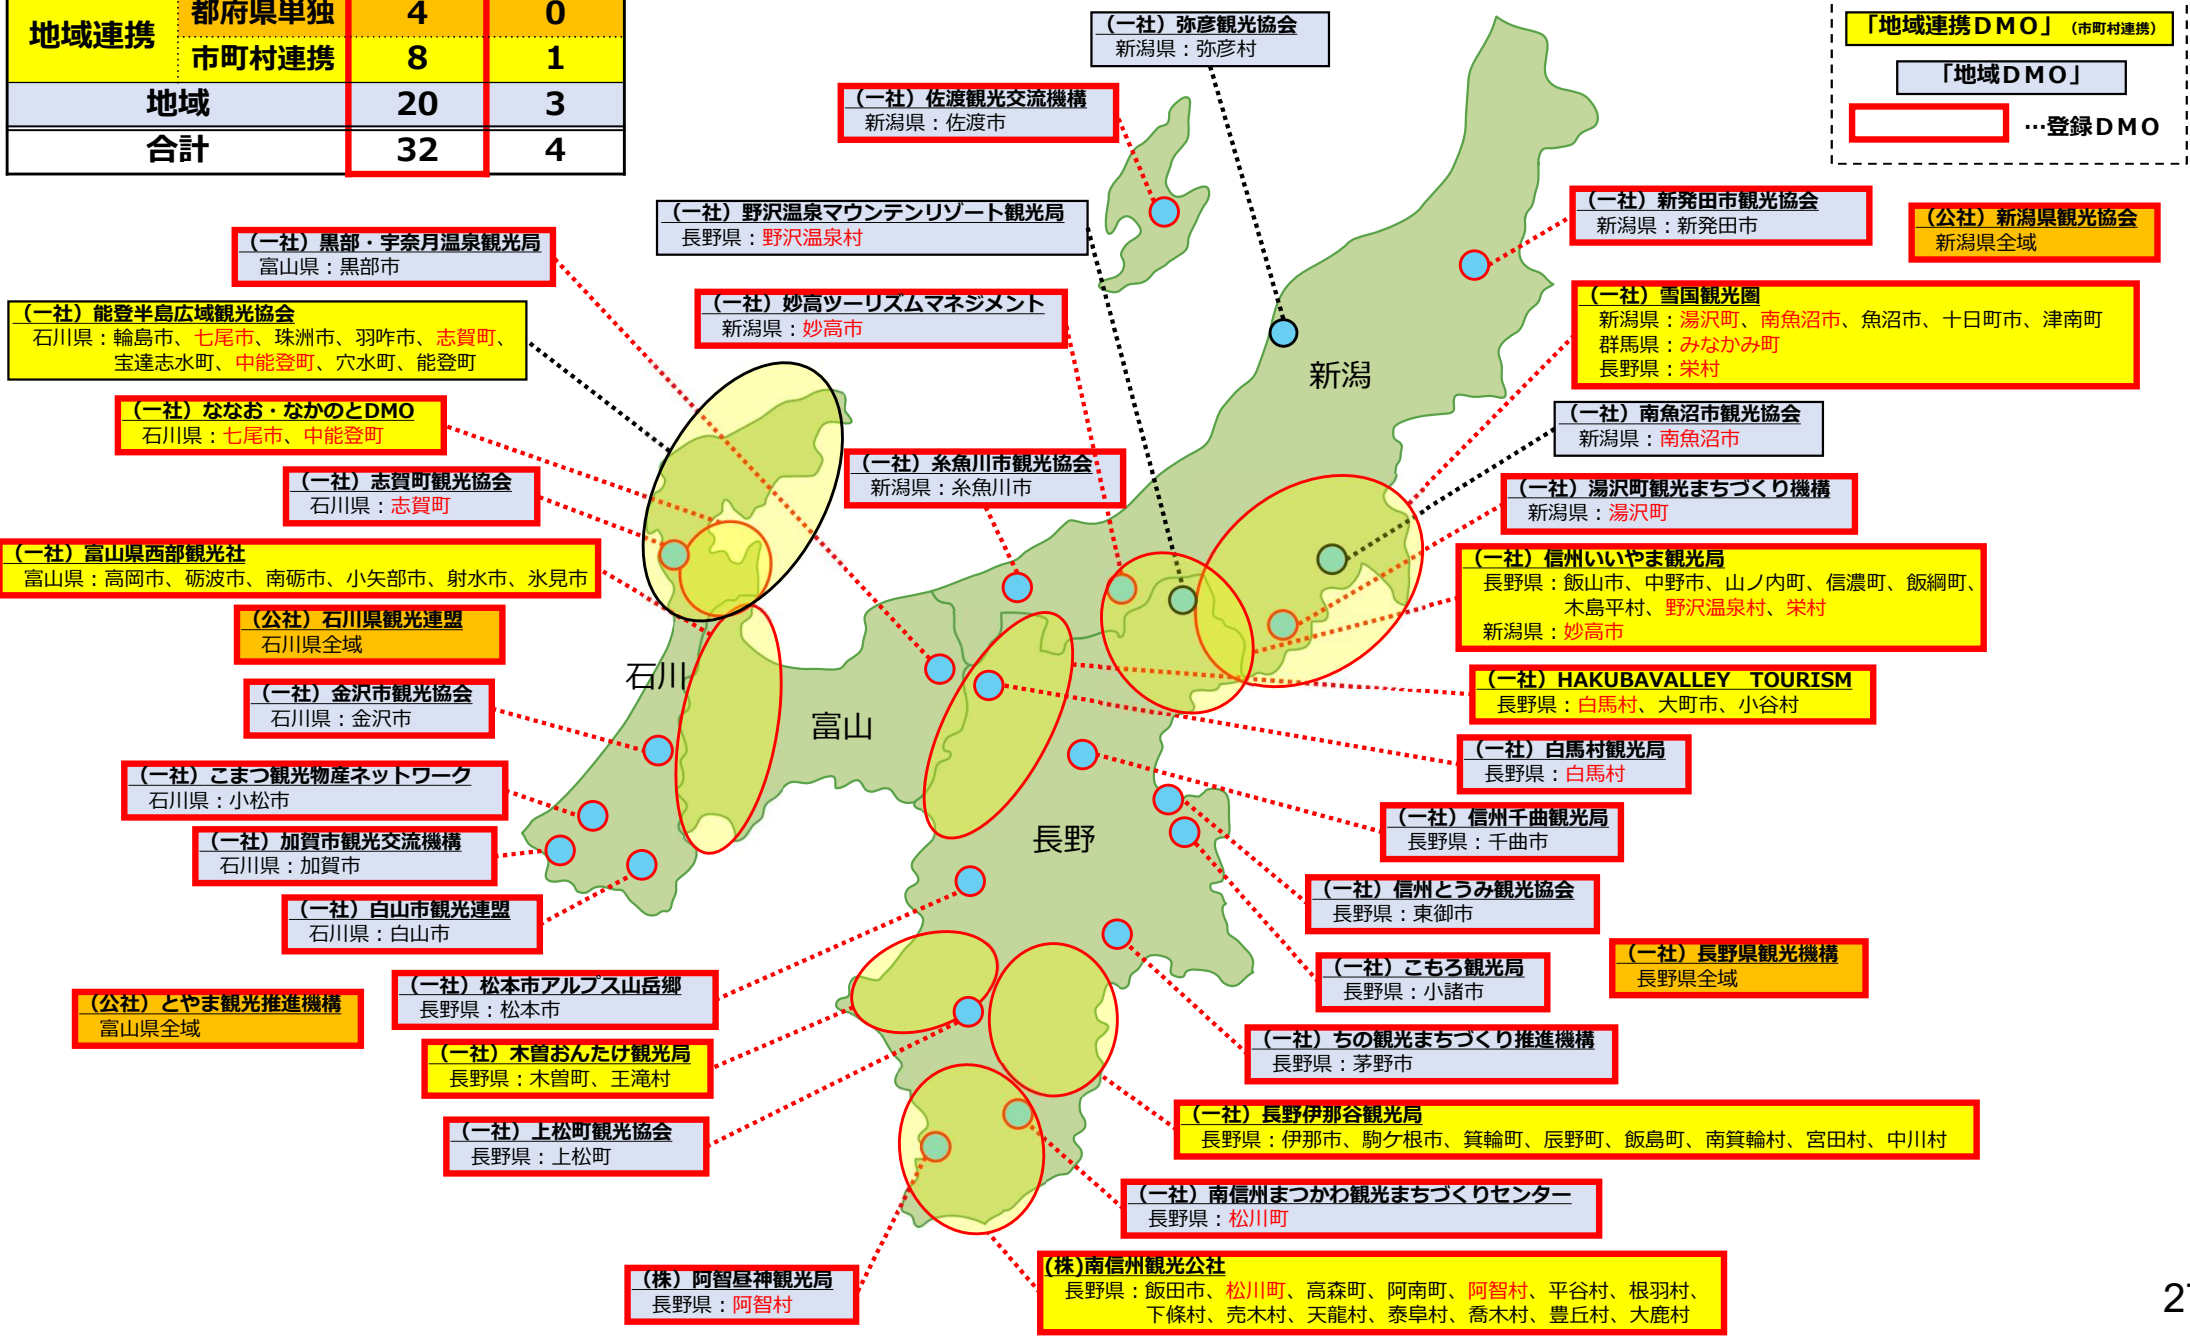 地域連携 都府県単独 4 0
市町村連携 8 1
地域 20 3
合計 32 4
「地域連携DMO」(市町村連携)
「地域DMO」
…登録DMO
(一社)弥彦観光協会
新潟県:弥彦村
(一社)佐渡観光交流機構
新潟県:佐渡市
(一社)野沢温泉マウンテンリゾート観光局
長野県:野沢温泉村
(一社)新発田市観光協会
新潟県:新発田市
(公社)新潟県観光協会
新潟県全域
(一社)黒部・宇奈月温泉観光局
富山県:黒部市
(一社)妙高ツーリズムマネジメント
新潟県:妙高市
(一社)雪国観光圏
新潟県:湯沢町、南魚沼市、魚沼市、十日町市、津南町
群馬県:みなかみ町
長野県:栄村
(一社)能登半島広域観光協会
石川県:輪島市、七尾市、珠洲市、羽咋市、志賀町、
宝達志水町、中能登町、穴水町、能登町
新潟
(一社)ななお・なかのとDMO
石川県:七尾市、中能登町
(一社)南魚沼市観光協会
新潟県:南魚沼市
(一社)志賀町観光協会
石川県:志賀町
(一社)糸魚川市観光協会
新潟県:糸魚川市
(一社)湯沢町観光まちづくり機構
新潟県:湯沢町
(一社)富山県西部観光社
富山県:高岡市、砺波市、南砺市、小矢部市、射水市、氷見市
(一社)信州いいやま観光局
長野県:飯山市、中野市、山ノ内町、信濃町、飯綱町、
木島平村、野沢温泉村、栄村
新潟県:妙高市
(公社)石川県観光連盟
石川県全域
石川
(一社)金沢市観光協会
石川県:金沢市
富山
(一社)HAKUBAVALLEY TOURISM
長野県:白馬村、大町市、小谷村
(一社)白馬村観光局
長野県:白馬村
(一社)こまつ観光物産ネットワーク
石川県:小松市
長野
(一社)信州千曲観光局
長野県:千曲市
(一社)加賀市観光交流機構
石川県:加賀市
(一社)信州とうみ観光協会
長野県:東御市
(一社)白山市観光連盟
石川県:白山市
(一社)こもろ観光局
長野県:小諸市
(一社)長野県観光機構
長野県全域
(一社)松本市アルプス山岳郷
長野県:松本市
(公社)とやま観光推進機構
富山県全域
(一社)ちの観光まちづくり推進機構
長野県:茅野市
(一社)木曽おんたけ観光局
長野県:木曽町、王滝村
(一社)長野伊那谷観光局
長野県:伊那市、駒ケ根市、箕輪町、辰野町、飯島町、南箕輪村、宮田村、中川村
(一社)上松町観光協会
長野県:上松町
(一社)南信州まつかわ観光まちづくりセンター
長野県:松川町
(株)阿智昼神観光局
長野県:阿智村
(株)南信州観光公社
長野県:飯田市、松川町、高森町、阿南町、阿智村、平谷村、根羽村、
下條村、売木村、天龍村、泰阜村、喬木村、豊丘村、大鹿村
27